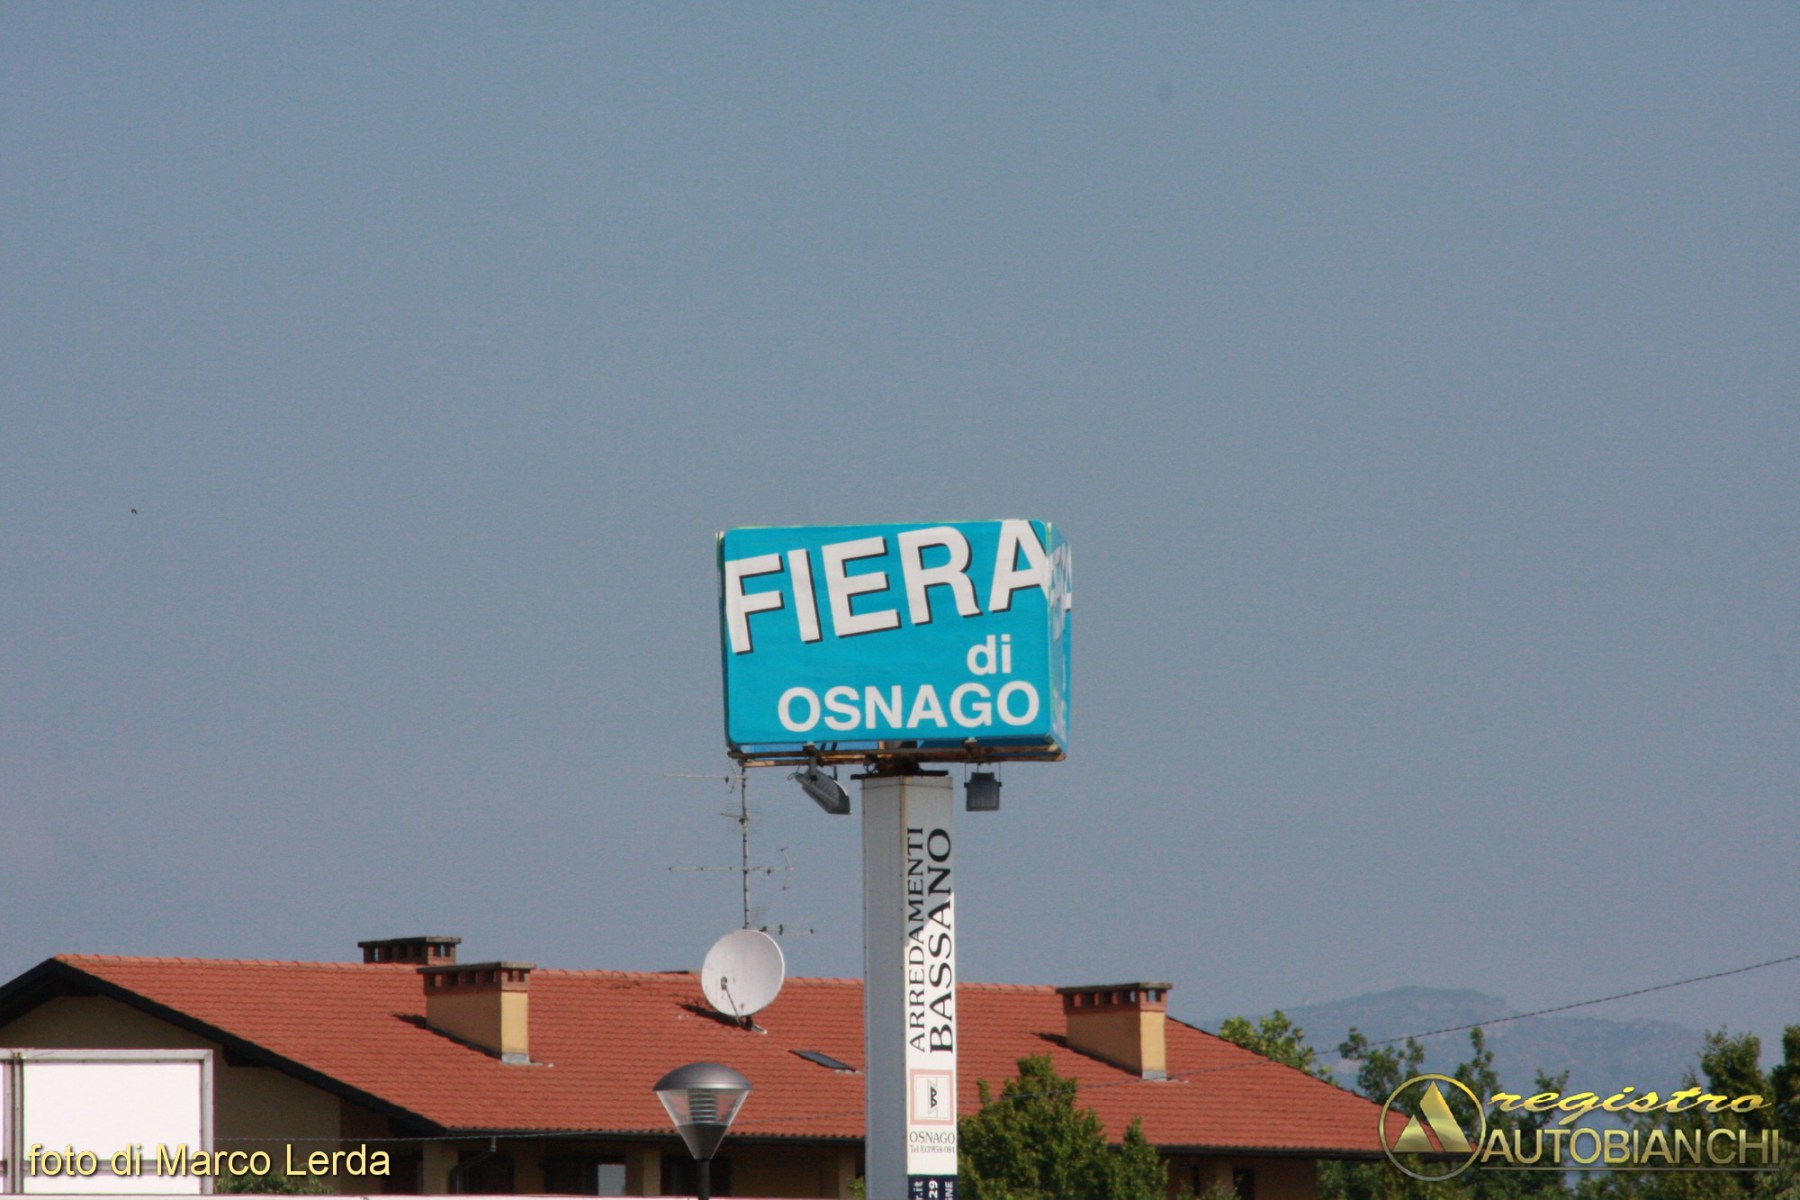 FIERA
di
OSNAGO
ARREDAMENTI
BASSANO
OSNAGO
foto di Marco Lerda
registro
AUTOBIANCHI